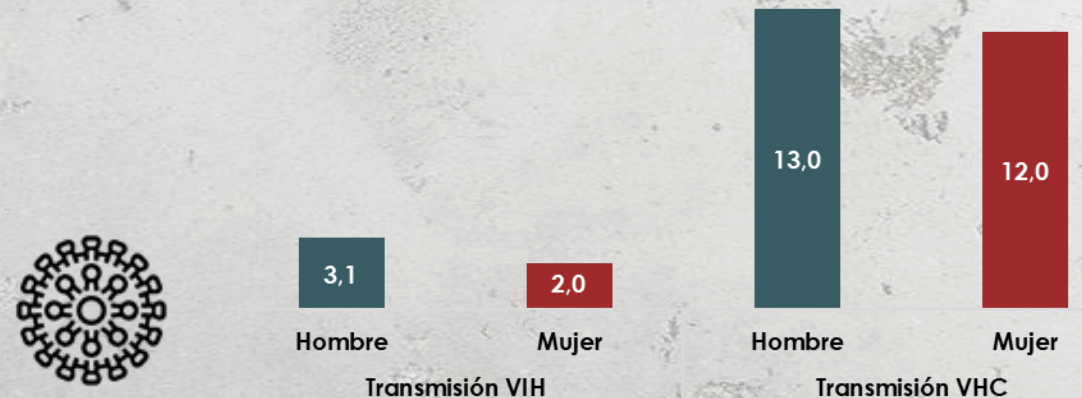 13,0
12,0
3,1
2,0
Hombre Mujer Hombre Mujer
Transmisión VIH Transmisión VHC